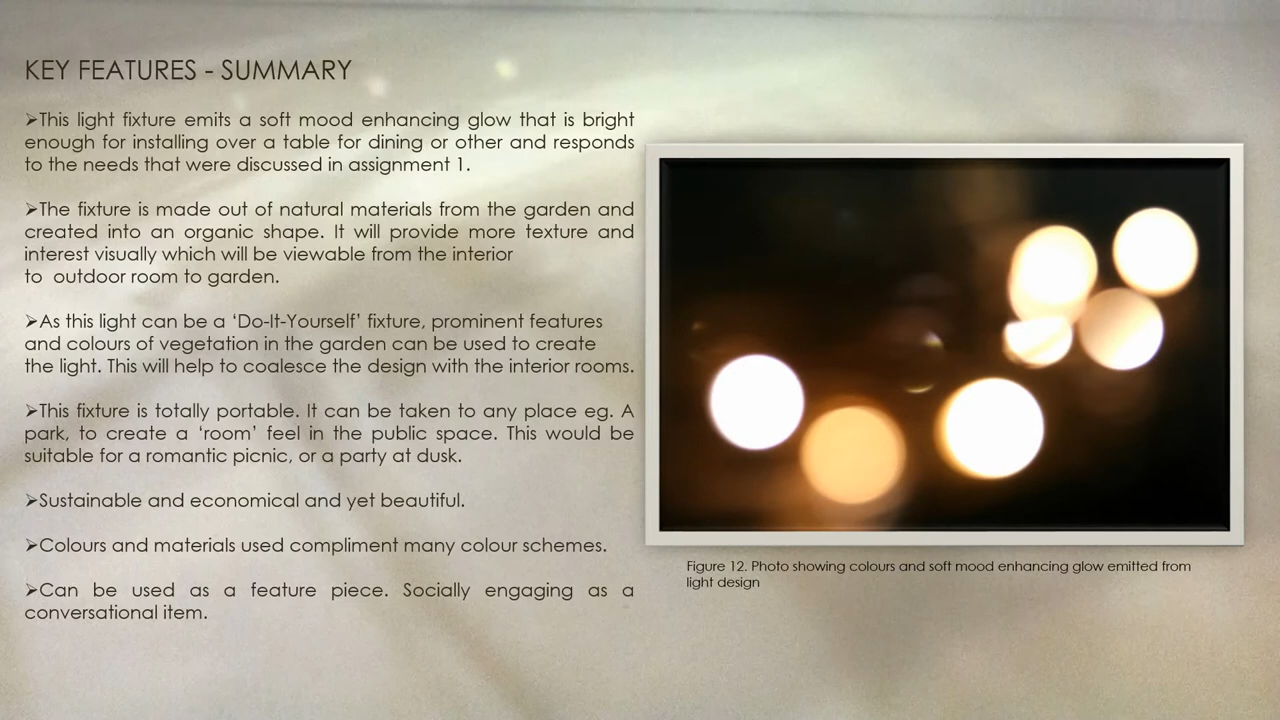 KEY FEATURES - SUMMARY
➢This light fixture emits a soft mood enhancing glow that is bright
enough for installing over a table for dining or other and responds
to the needs that were discussed in assignment 1.
➢The fixture is made out of natural materials from the garden and
created into an organic shape. It will provide more texture and
interest visually which will be viewable from the interior
to  outdoor room to garden.
➢As this light can be a ‘Do-It-Yourself’ fixture, prominent features
and colours of vegetation in the garden can be used to create
the light. This will help to coalesce the design with the interior rooms.
➢This fixture is totally portable. It can be taken to any place eg. A
park, to create a ‘room’ feel in the public space. This would be
suitable for a romantic picnic, or a party at dusk.
➢Sustainable and economical and yet beautiful.
➢Colours and materials used compliment many colour schemes.
➢Can be used as a feature piece. Socially engaging as a
conversational item.
Figure 12. Photo showing colours and soft mood enhancing glow emitted from
light design